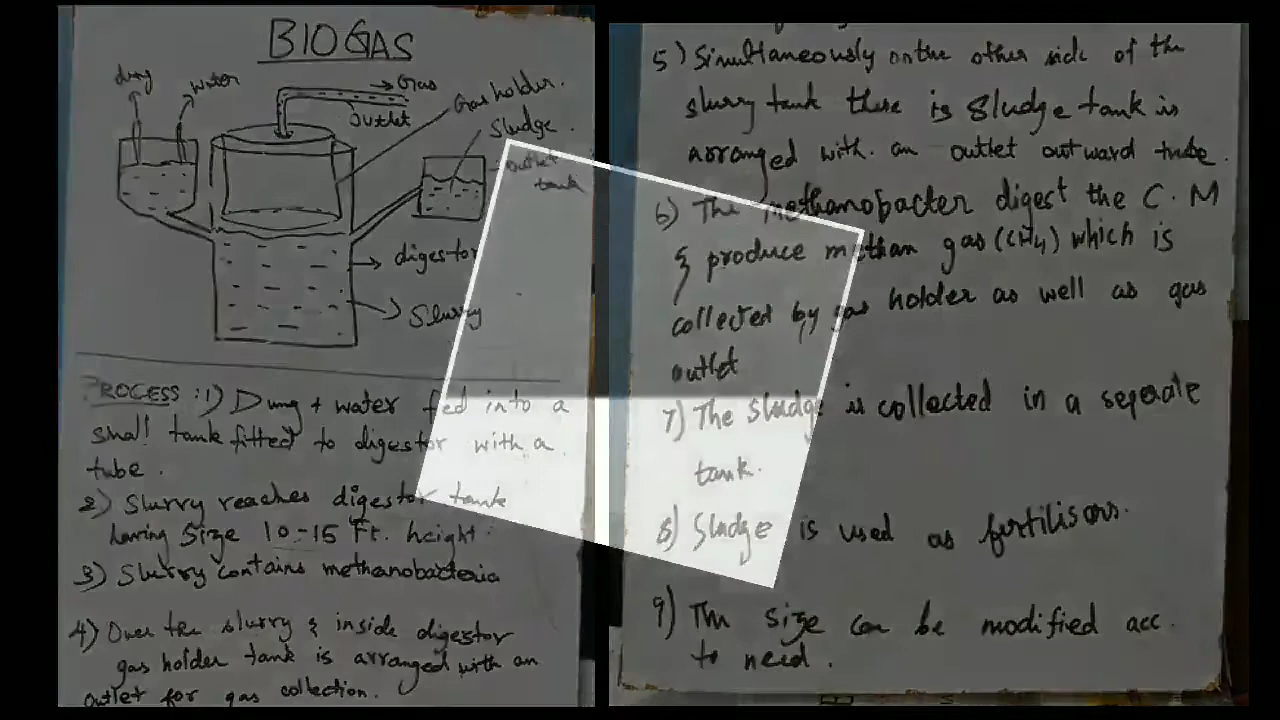 BIOGAS
dung
water
→ Gas
outlet
Gas holder.
sludge.
outlet
tank
digestor
Slurry
PROCESS :1) Dung + water fed into a
small tank fitted to digestor with a
tube.
2) Slurry reaches digestor tank
having size 10-15 Ft. height.
3) Slurry contains methanobacteria
4) Over the slurry & inside digestor
gas holder tank is arranged with an
outlet for gas collection.
5) Simultaneously on the other side of the
slurry tank there is sludge tank is
arranged with an outlet outward tube.
6) The methanobacter digest the C.M
& produce methan gas (CH4) which is
collected by gas holder as well as gas
outlet
7) The sludge is collected in a seperate
tank.
8) Sludge is used as fertilisors.
9) The size can be modified acc.
to need.